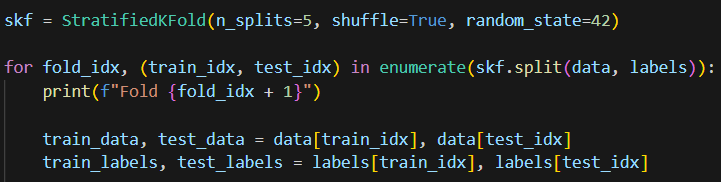 skf = StratifiedKFold(n_splits=5, shuffle=True, random_state=42)
for fold_idx, (train_idx, test_idx) in enumerate(skf.split(data, labels)):
    print(f"Fold {fold_idx + 1}")
    train_data, test_data = data[train_idx], data[test_idx]
    train_labels, test_labels = labels[train_idx], labels[test_idx]